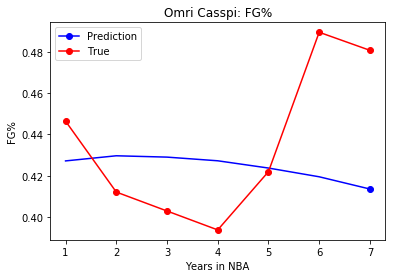 Omri Casspi: FG%
Prediction
True
FG%
0.48
0.46
0.44
0.42
0.40
1 2 3 4 5 6 7
Years in NBA